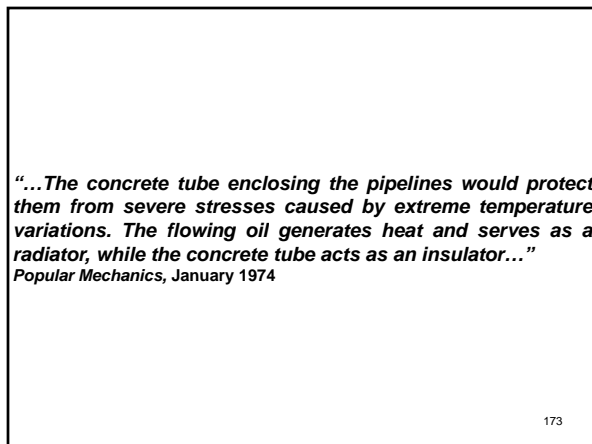 “…The concrete tube enclosing the pipelines would protect
them from severe stresses caused by extreme temperature
variations. The flowing oil generates heat and serves as a
radiator, while the concrete tube acts as an insulator…”
Popular Mechanics, January 1974
173